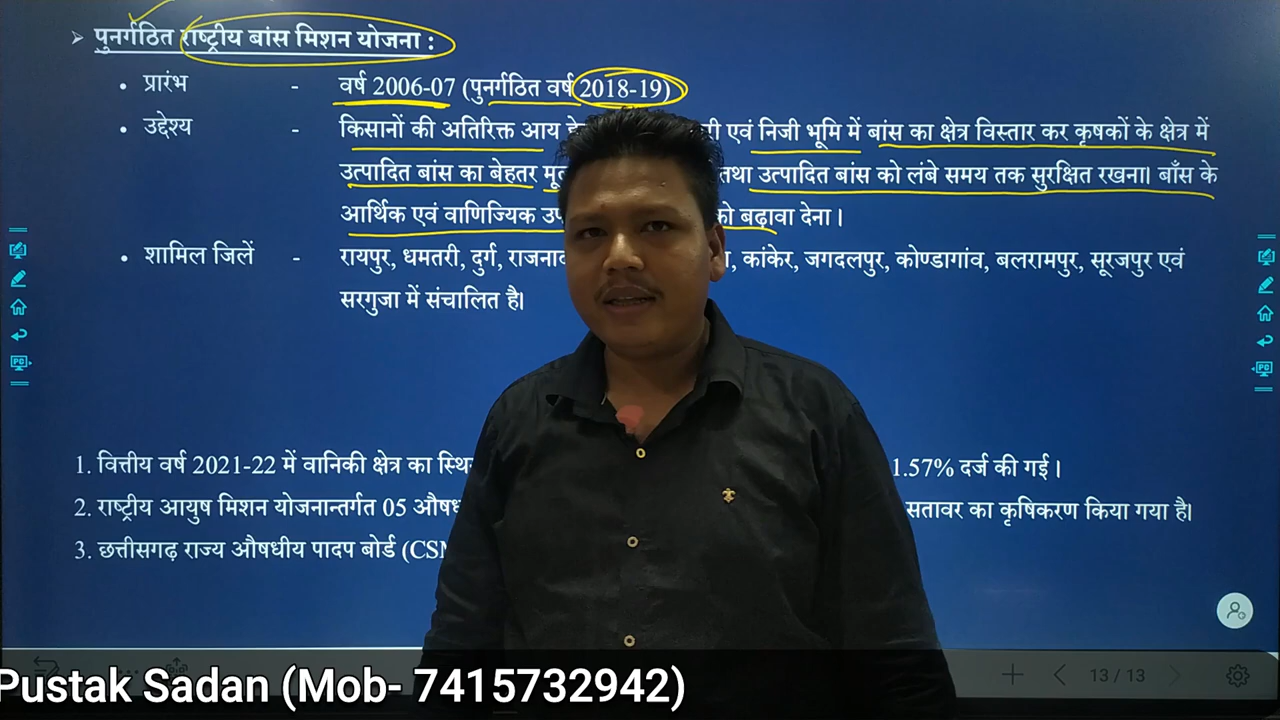 ➢ पुनर्गठित राष्ट्रीय बांस मिशन योजना :
• प्रारंभ - वर्ष 2006-07 (पुनर्गठित वर्ष 2018-19)
• उद्देश्य - किसानों की अतिरिक्त आय एवं निजी भूमि में बांस का क्षेत्र विस्तार कर कृषकों के क्षेत्र में
उत्पादित बांस का बेहतर तथा उत्पादित बांस को लंबे समय तक सुरक्षित रखना। बाँस के
आर्थिक एवं वाणिज्यिक को बढ़ावा देना।
• शामिल जिलें - रायपुर, धमतरी, दुर्ग, कांकेर, जगदलपुर, कोण्डागांव, बलरामपुर, सूरजपुर एवं
सरगुजा में संचालित है।
1. वित्तीय वर्ष 2021-22 में वानिकी क्षेत्र का 1.57% दर्ज की गई।
2. राष्ट्रीय आयुष मिशन योजनान्तर्गत 05 सतावर का कृषिकरण किया गया है।
3. छत्तीसगढ़ राज्य औषधीय पादप बोर्ड
13 / 13
Pustak Sadan (Mob- 7415732942)